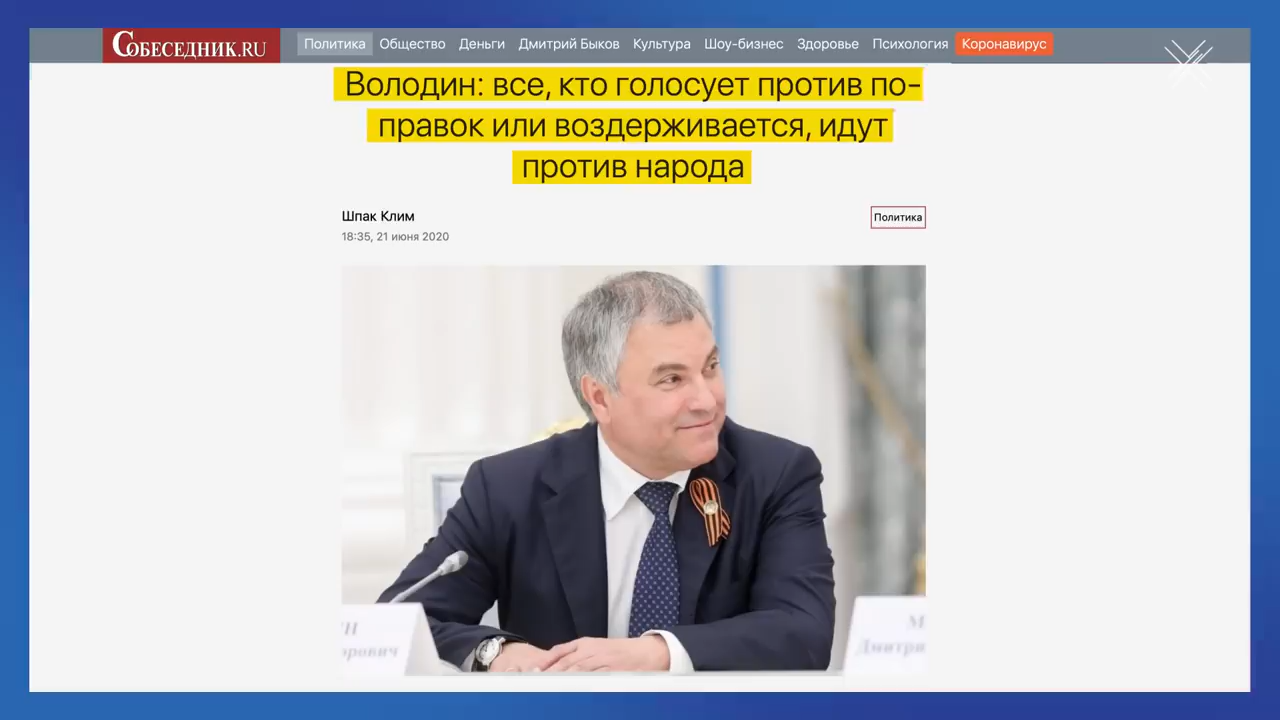 СОБЕСЕДНИК.RU
Политика Общество Деньги Дмитрий Быков Культура Шоу-бизнес Здоровье Психология Коронавирус
Володин: все, кто голосует против по-
правок или воздерживается, идут
против народа
Шпак Клим
Политика
18:35, 21 июня 2020
Дмитри